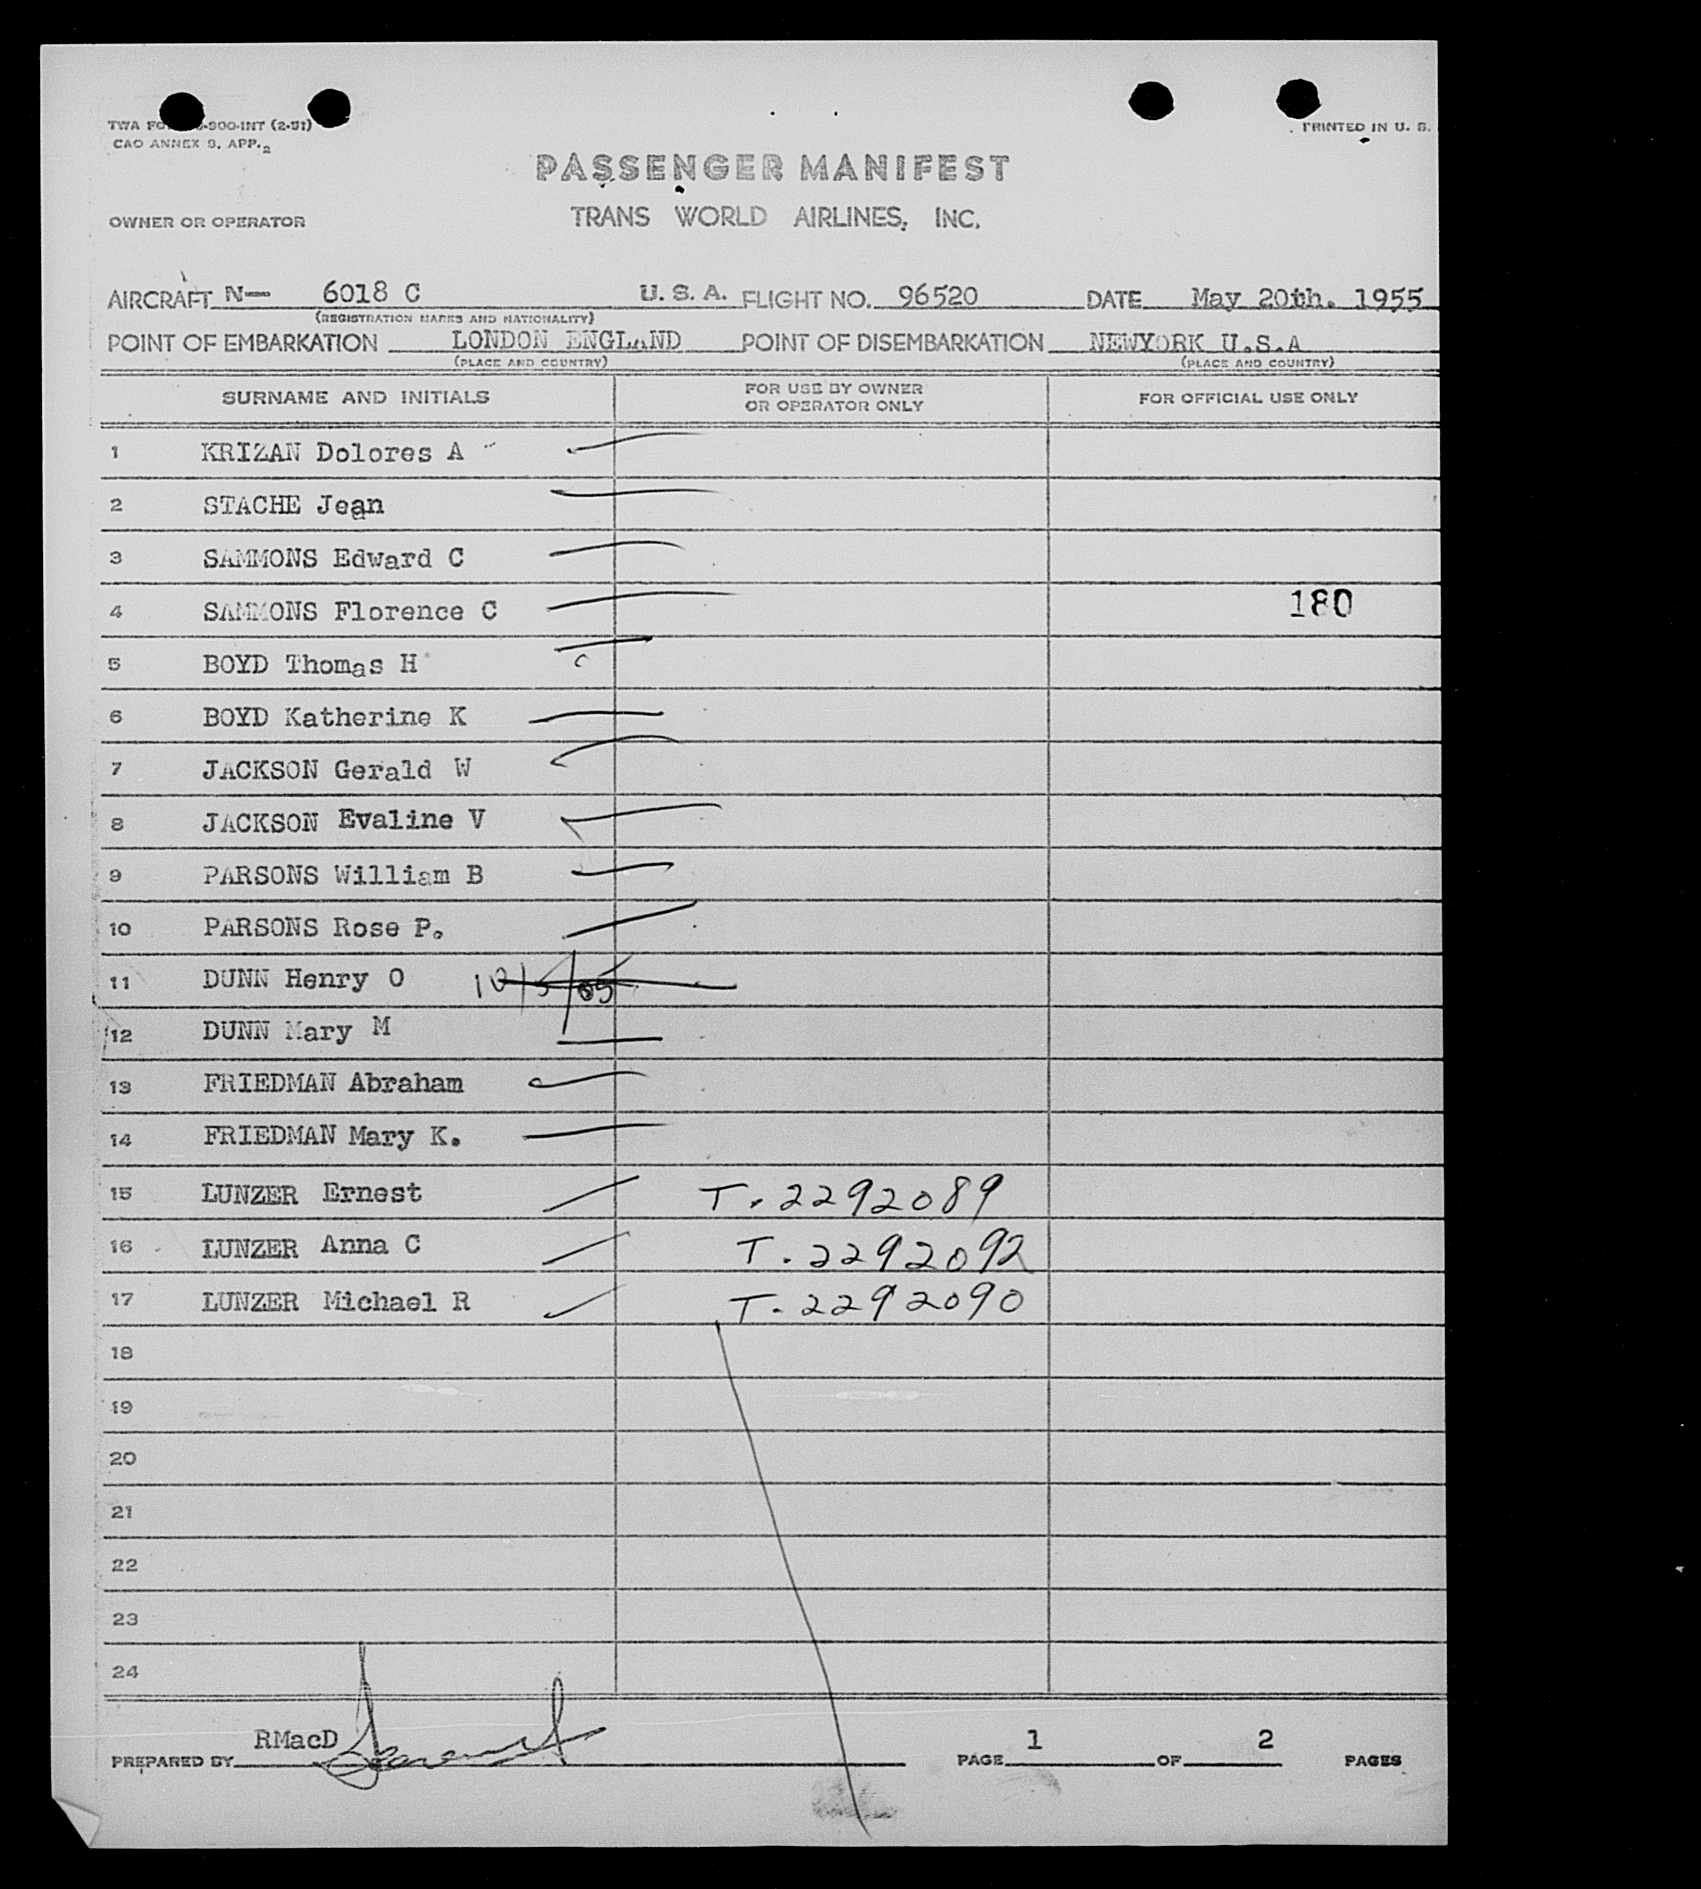 TWA FO -900-INT (2-51)
CAO ANNEX 9, APP. 2
PRINTED IN U. S.
PASSENGER MANIFEST
OWNER OR OPERATOR
TRANS WORLD AIRLINES, INC.
AIRCRAFT N— 6018 C U. S. A. FLIGHT NO. 96520 DATE May 20th. 1955
(REGISTRATION MARKS AND NATIONALITY)
POINT OF EMBARKATION LONDON ENGLAND POINT OF DISEMBARKATION NEWYORK U.S.A
(PLACE AND COUNTRY) (PLACE AND COUNTRY)
SURNAME AND INITIALS FOR USE BY OWNER OR OPERATOR ONLY FOR OFFICIAL USE ONLY
1 KRIZAN Dolores A
2 STACHE Jean
3 SAMMONS Edward C
4 SAMMONS Florence C 180
5 BOYD Thomas H
6 BOYD Katherine K
7 JACKSON Gerald W
8 JACKSON Evaline V
9 PARSONS William B
10 PARSONS Rose P.
11 DUNN Henry O 10/5/05
12 DUNN Mary M
13 FRIEDMAN Abraham
14 FRIEDMAN Mary K.
15 LUNZER Ernest T. 2292089
16 LUNZER Anna C T. 2292092
17 LUNZER Michael R T. 2292090
18
19
20
21
22
23
24
PREPARED BY RMacD PAGE 1 OF 2 PAGES